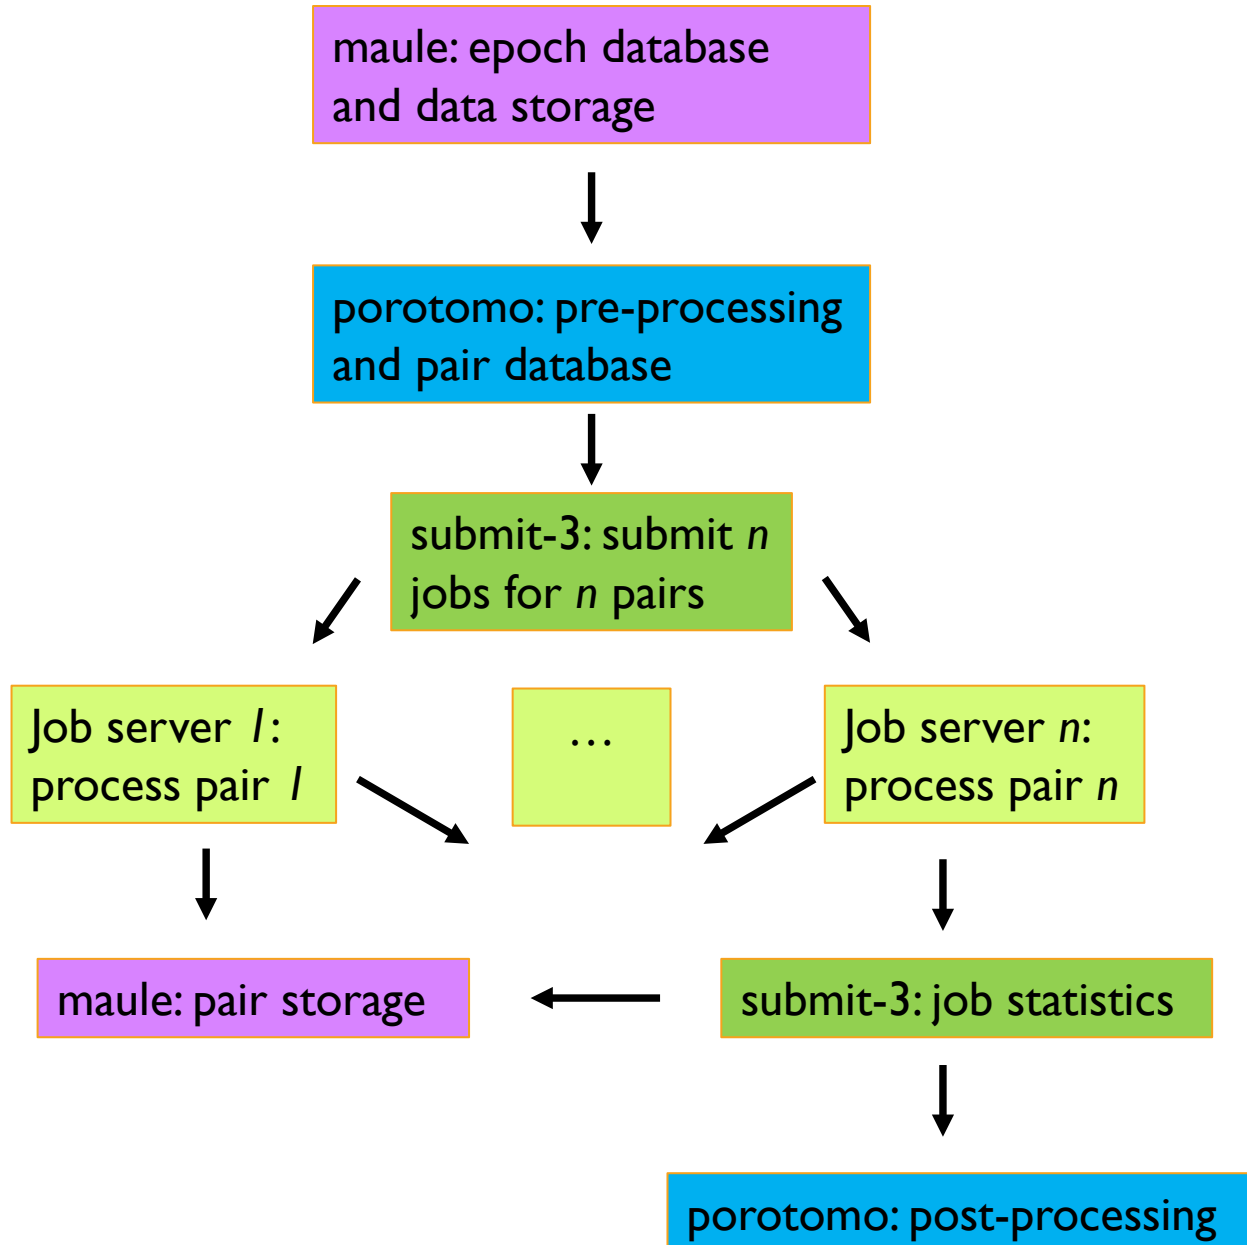 maule: epoch database
and data storage
porotomo: pre-processing
and pair database
submit-3: submit n
jobs for n pairs
Job server 1:
process pair 1
…
Job server n:
process pair n
maule: pair storage
submit-3: job statistics
porotomo: post-processing